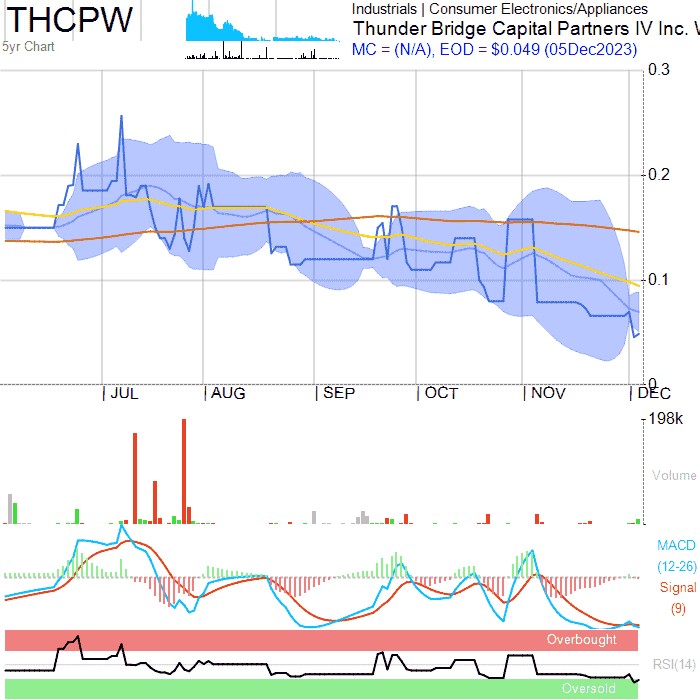 THCPW
5yr Chart
Industrials | Consumer Electronics/Appliances
Thunder Bridge Capital Partners IV Inc. W
MC = (N/A), EOD = $0.049 (05Dec2023)
0.3
0.2
0.1
0
JUL
AUG
SEP
OCT
NOV
DEC
198k
Volume
MACD
(12-26)
Signal
(9)
Overbought
RSI(14)
Oversold